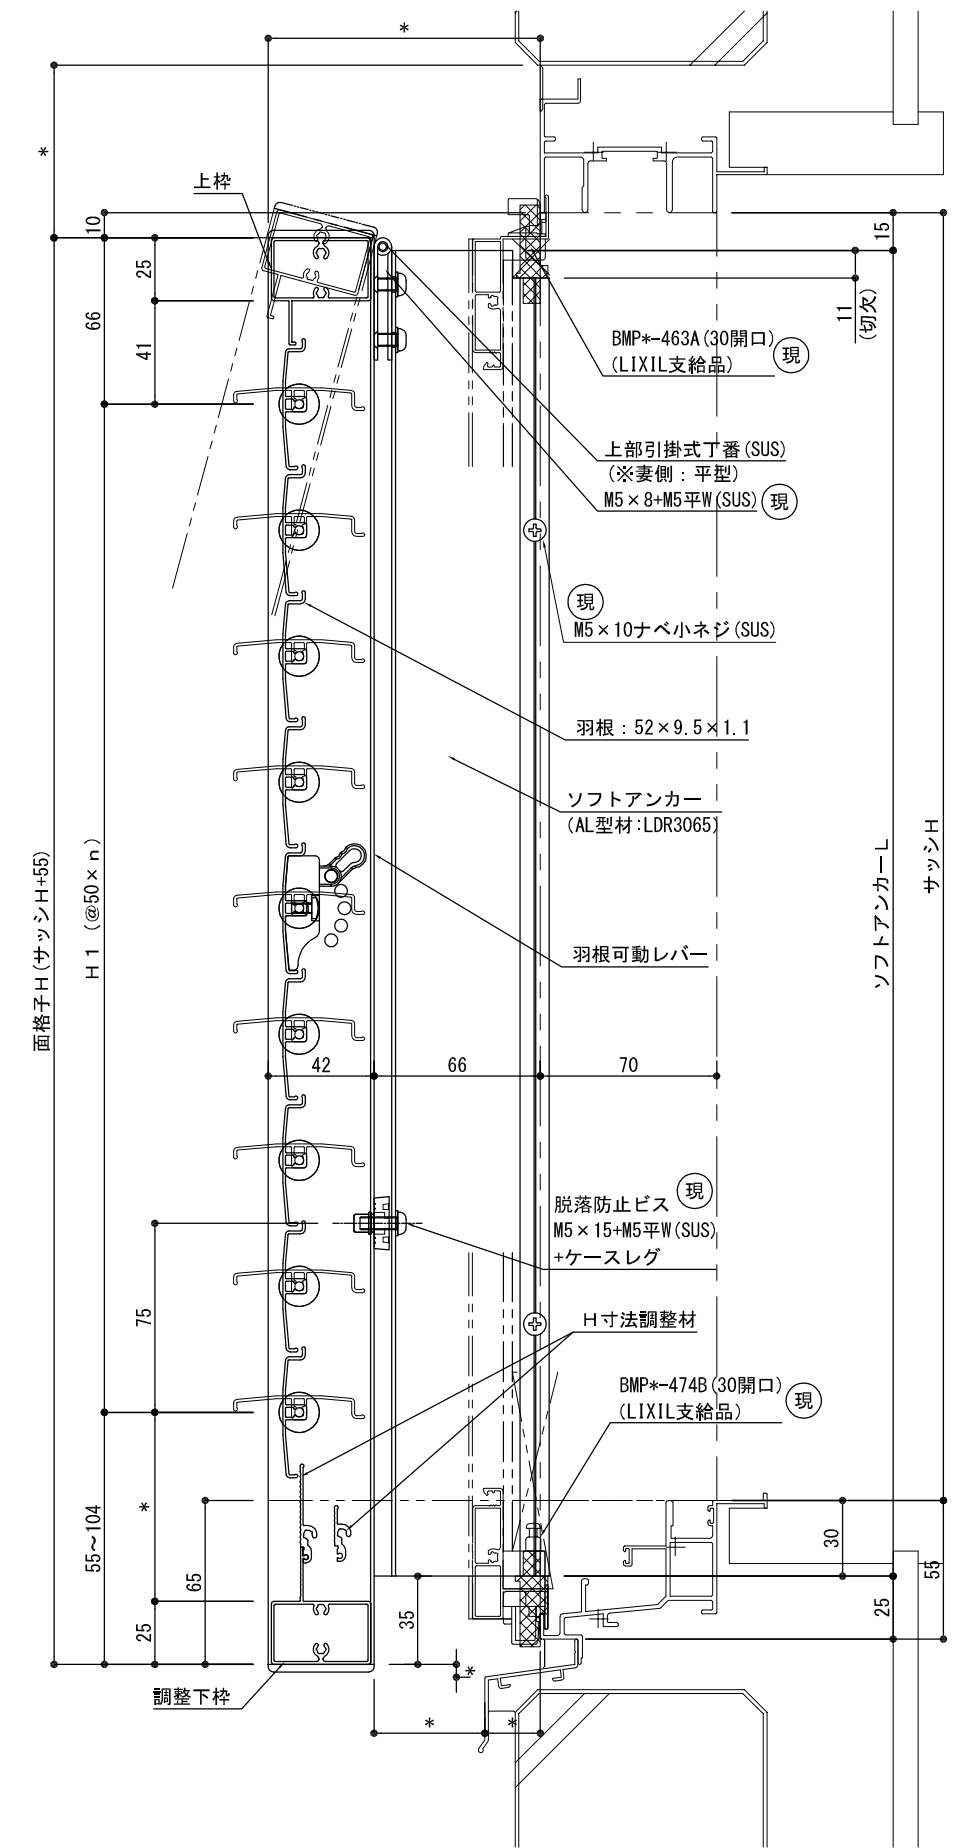 *
*
上枠
10
15
25
66
41
11
(切欠)
BMP*-463A(30開口)
(LIXIL支給品)
現
上部引掛式丁番(SUS)
(※妻側：平型)
M5×8+M5平W(SUS)
現
現
M5×10ナベ小ネジ(SUS)
羽根：52×9.5×1.1
ソフトアンカー
(AL型材:LDR3065)
面格子H(サッシH+55)
H1 (@50×n)
ソフトアンカーL
サッシH
羽根可動レバー
42
66
70
脱落防止ビス
現
M5×15+M5平W(SUS)
+ケースレグ
75
H寸法調整材
BMP*-474B(30開口)
(LIXIL支給品)
現
*
55～104
65
30
55
25
35
25
*
調整下枠
*
*